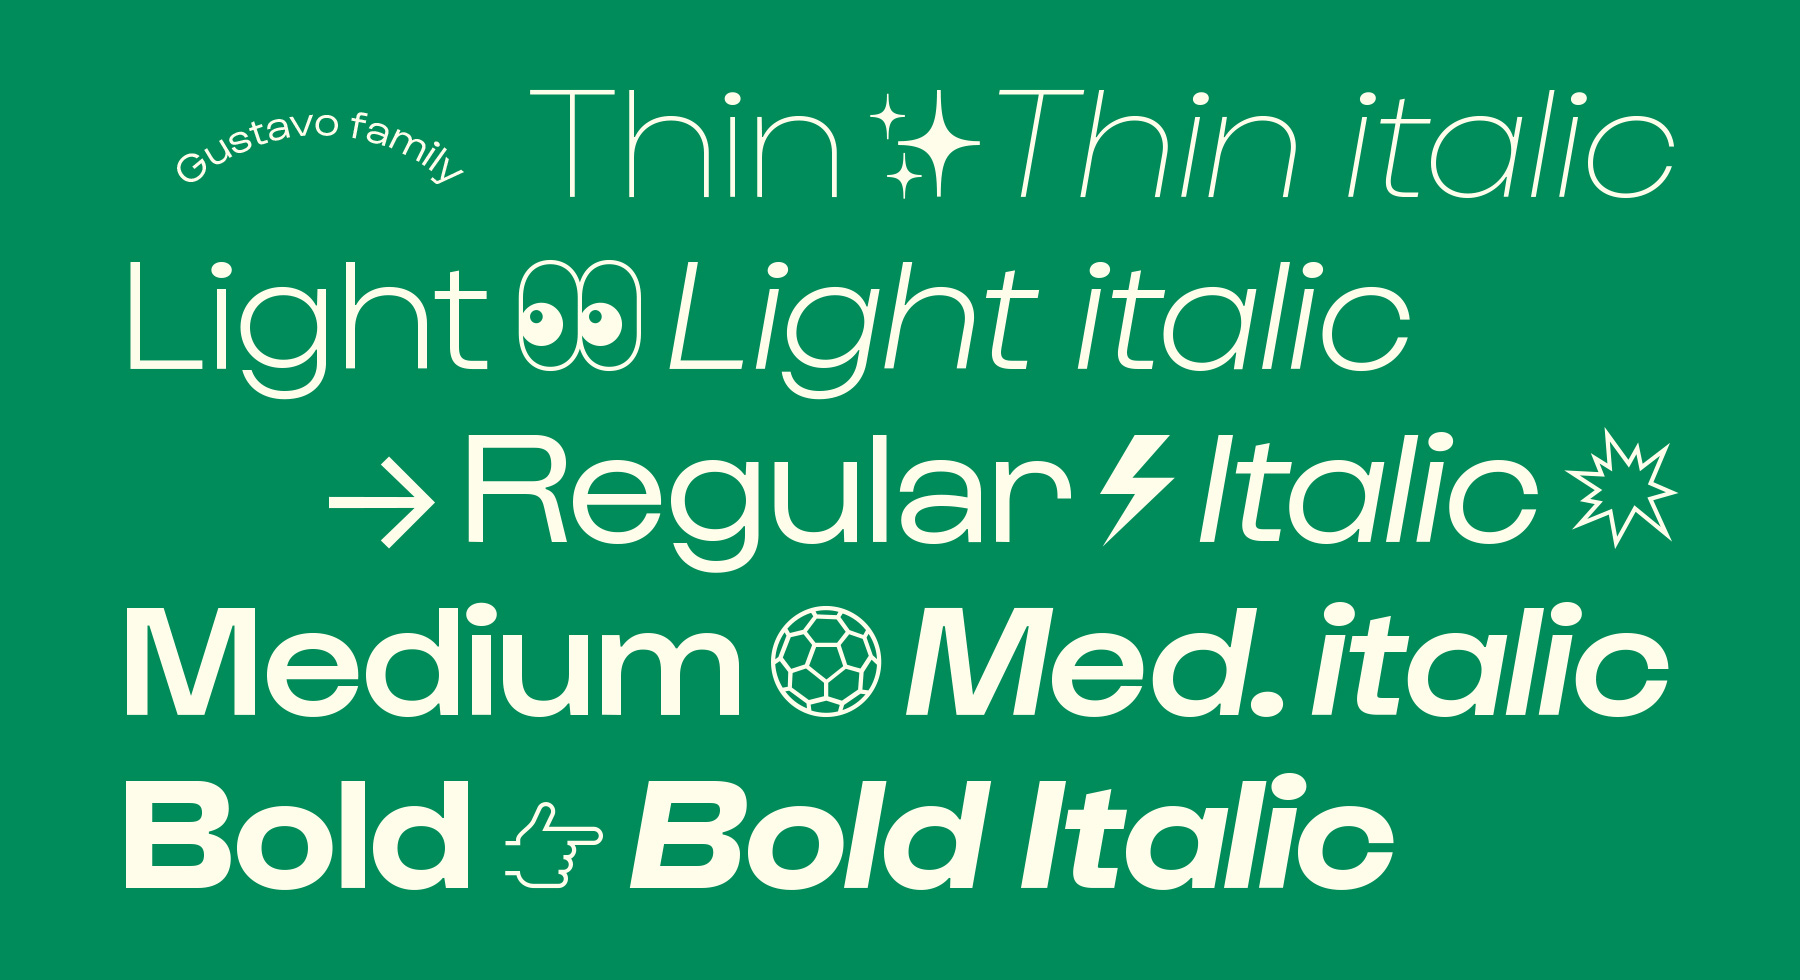 Gustavo family
Thin Thin italic
Light Light italic
→ Regular Italic
Medium Med. italic
Bold Bold Italic